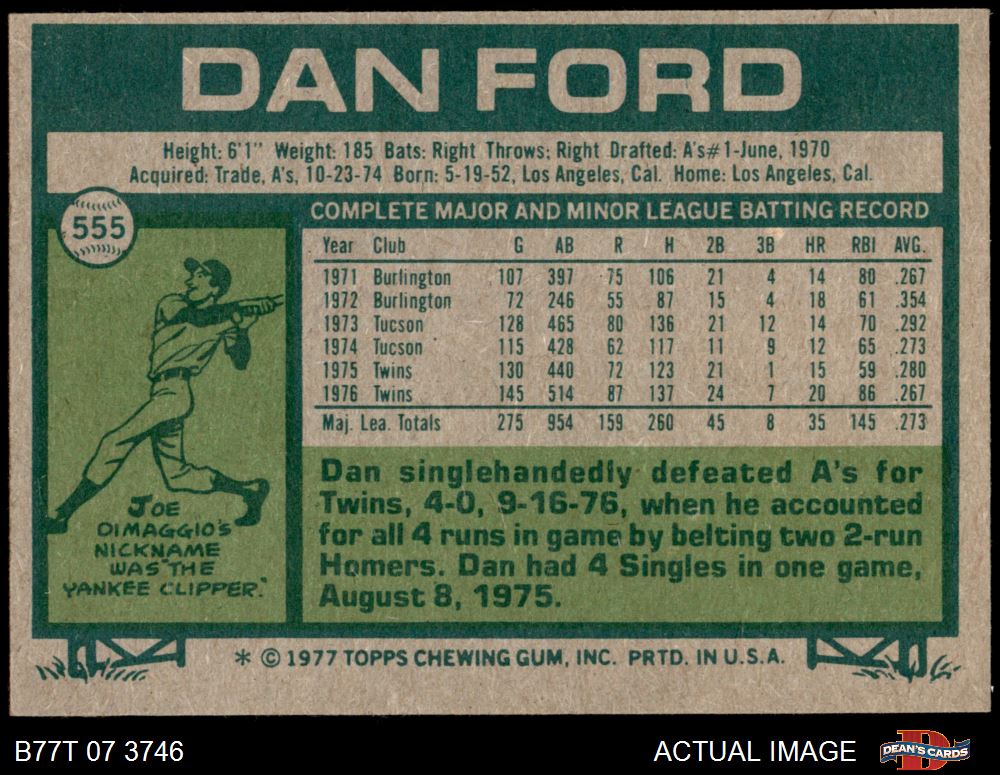 DAN FORD
Height: 6'1" Weight: 185 Bats: Right Throws: Right Drafted: A's#1-June, 1970
Acquired: Trade, A's, 10-23-74 Born: 5-19-52, Los Angeles, Cal. Home: Los Angeles, Cal.
555
COMPLETE MAJOR AND MINOR LEAGUE BATTING RECORD
Year Club G AB R H 2B 3B HR RBI AVG.
1971 Burlington 107 397 75 106 21 4 14 80 .267
1972 Burlington 72 246 55 87 15 4 18 61 .354
1973 Tucson 128 465 80 136 21 12 14 70 .292
1974 Tucson 115 428 62 117 11 9 12 65 .273
1975 Twins 130 440 72 123 21 1 15 59 .280
1976 Twins 145 514 87 137 24 7 20 86 .267
Maj. Lea. Totals 275 954 159 260 45 8 35 145 .273
JOE
DIMAGGIO'S
NICKNAME
WAS "THE
YANKEE CLIPPER."
Dan singlehandedly defeated A's for
Twins, 4-0, 9-16-76, when he accounted
for all 4 runs in game by belting two 2-run
Homers. Dan had 4 Singles in one game,
August 8, 1975.
* © 1977 TOPPS CHEWING GUM, INC. PRTD. IN U.S.A.
B77T 07 3746
ACTUAL IMAGE
D
DEAN'S CARDS